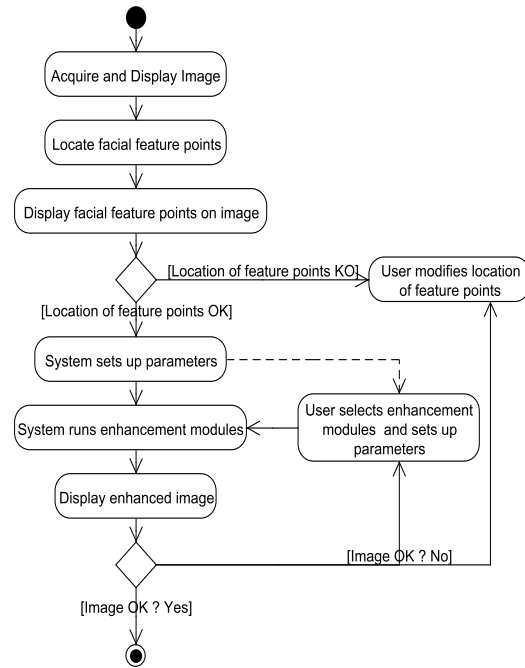 Acquire and Display Image
Locate facial feature points
Display facial feature points on image
[Location of feature points KO]
User modifies location
of feature points
[Location of feature points OK]
System sets up parameters
User selects enhancement
modules and sets up
parameters
System runs enhancement modules
Display enhanced image
[Image OK ? No]
[Image OK ? Yes]